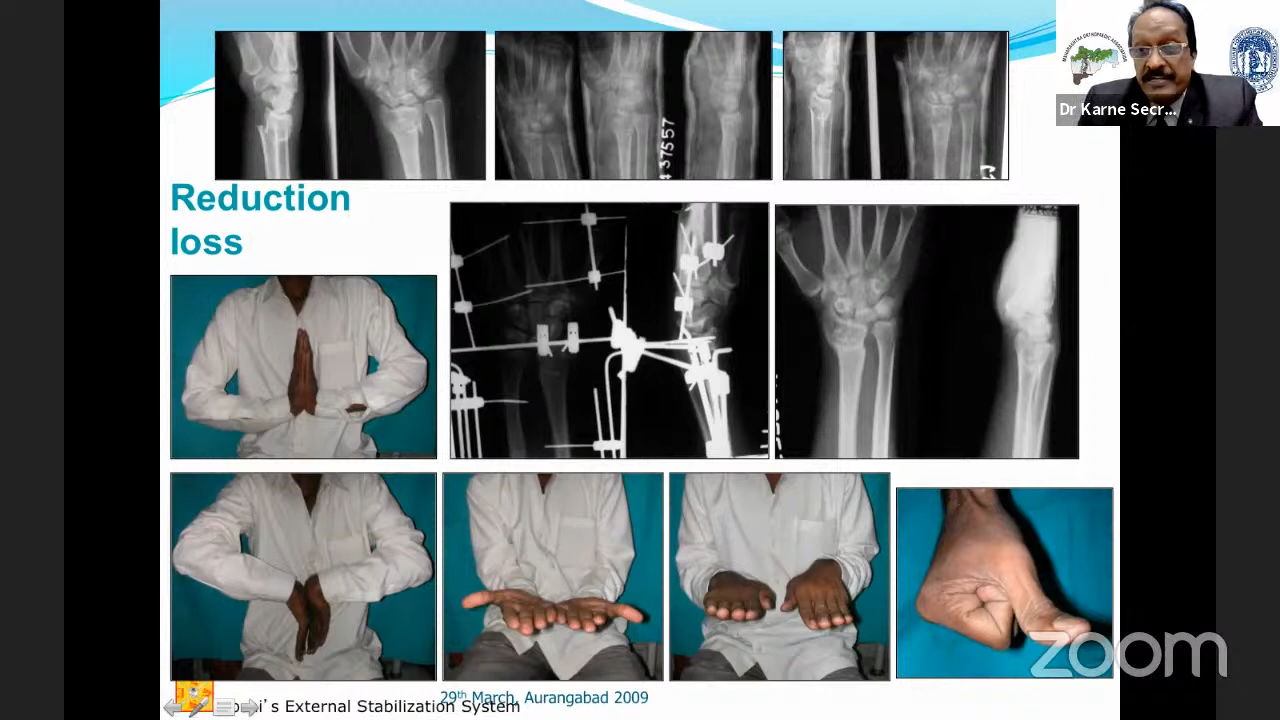 Dr Karne Secr...
37557
R
Reduction
loss
29th March, Aurangabad 2009
's External Stabilization System
zoom